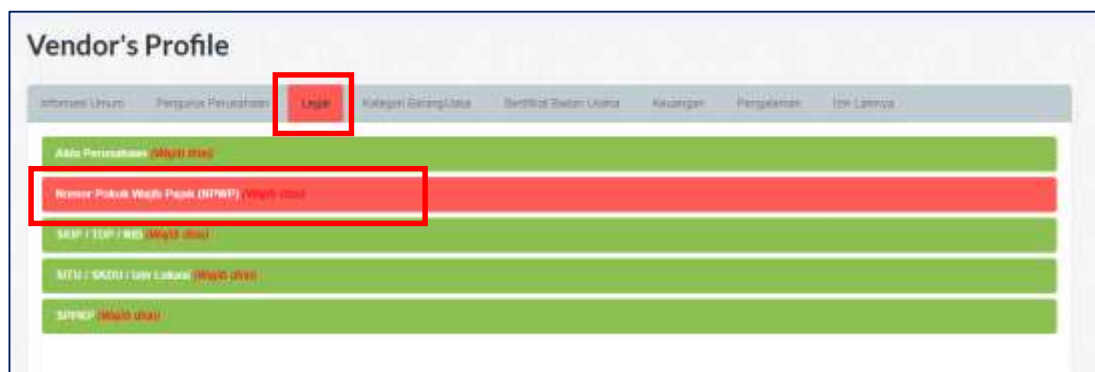 Vendor's Profile
Informasi Umum Pengurus Perusahaan Legal Kategori Barang/Jasa Sertifikat Badan Usaha Keuangan Pengalaman Izin Lainnya
Akta Perusahaan (Wajib diisi)
Nomor Pokok Wajib Pajak (NPWP) (Wajib diisi)
SIUP / TDP / NIB (Wajib diisi)
SITU / SKDU / Izin Lokasi (Wajib diisi)
SPPKP (Wajib diisi)